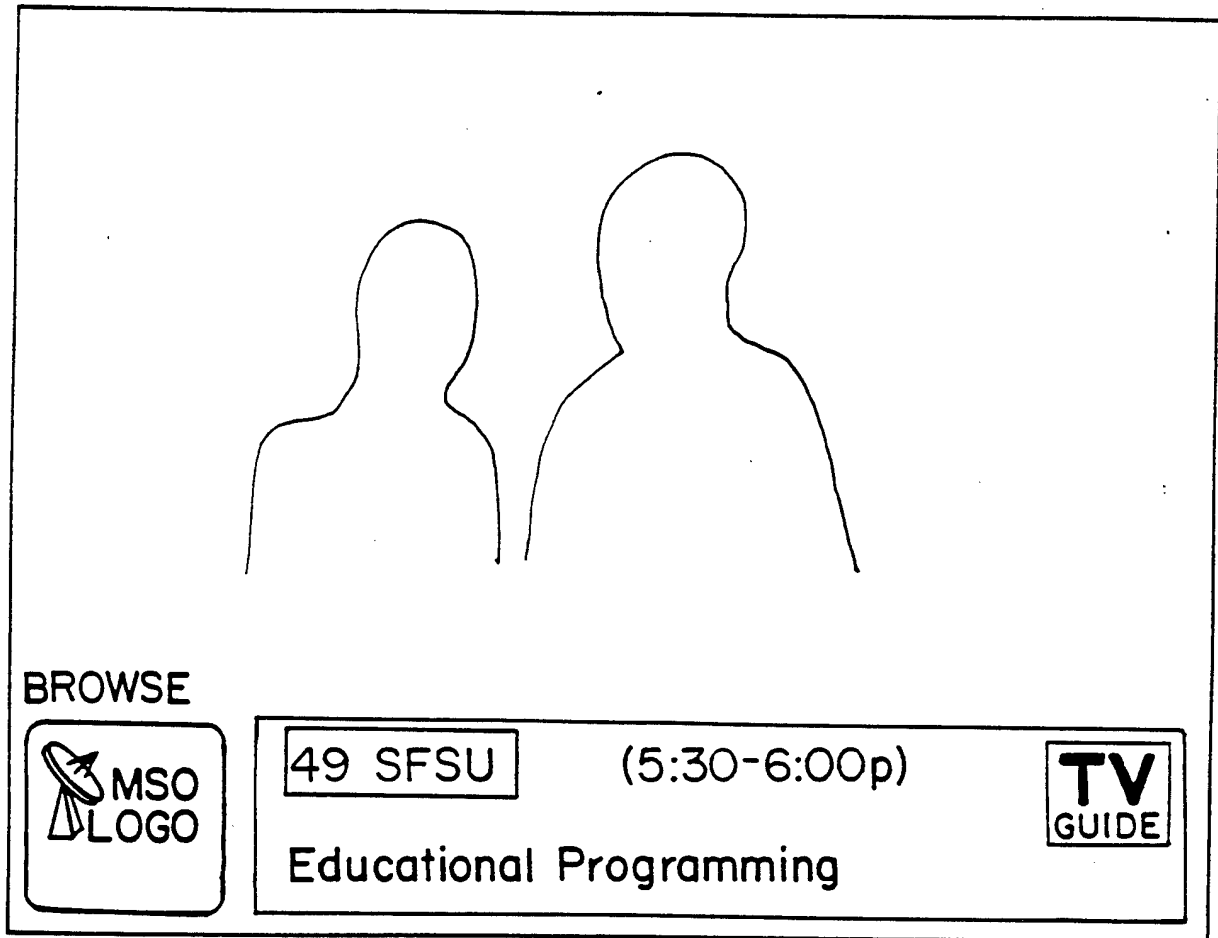 BROWSE
MSO
LOGO
49 SFSU (5:30-6:00p)
Educational Programming
TV
GUIDE